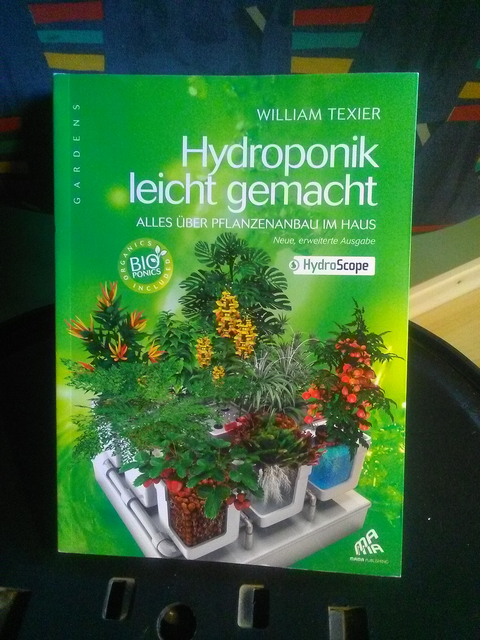 GARDENS
WILLIAM TEXIER
Hydroponik
leicht gemacht
ALLES ÜBER PFLANZENANBAU IM HAUS
Neue, erweiterte Ausgabe
HydroScope
ORGANICS
BIO
PONICS
INCLUDED
MAMA
MAMA PUBLISHING